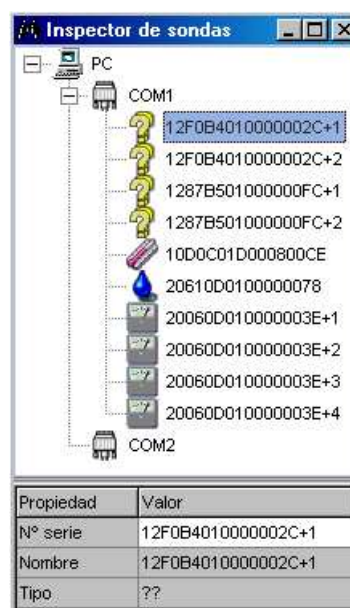 Inspector de sondas
PC
COM1
12F0B4010000002C+1
12F0B4010000002C+2
1287B501000000FC+1
1287B501000000FC+2
10D0C01D000800CE
20610D0100000078
20060D010000003E+1
20060D010000003E+2
20060D010000003E+3
20060D010000003E+4
COM2
Propiedad Valor
Nº serie 12F0B4010000002C+1
Nombre 12F0B4010000002C+1
Tipo ??